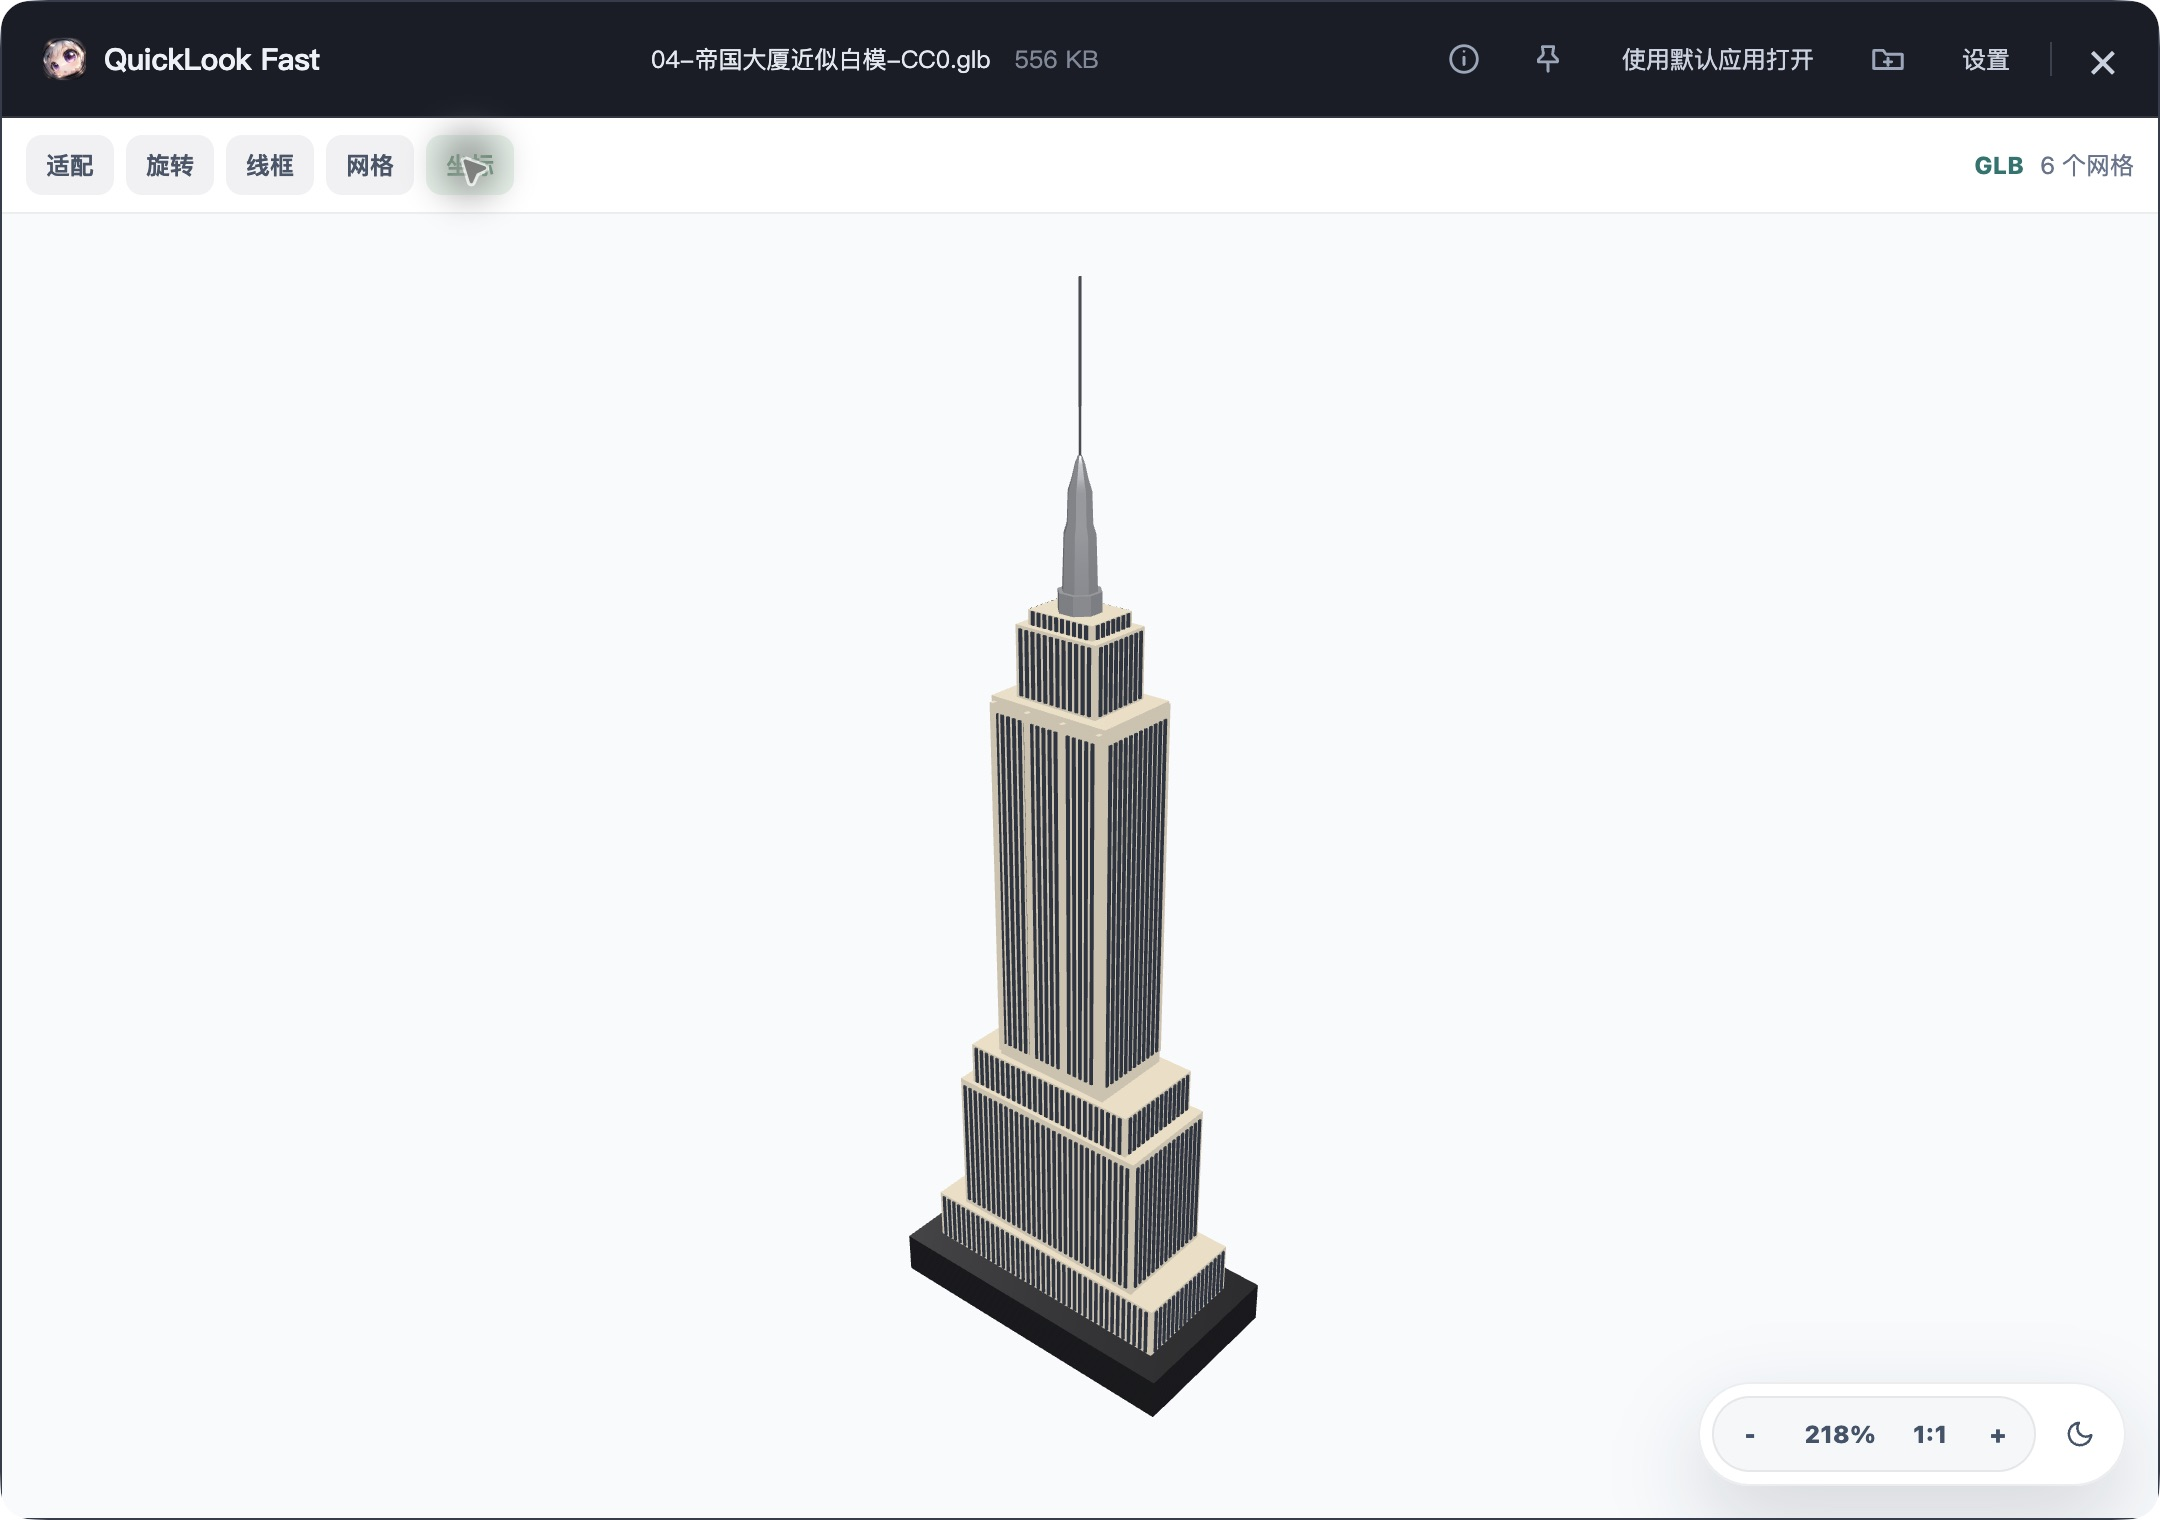 QuickLook Fast
04-帝国大厦近似白模-CC0.glb 556 KB
使用默认应用打开
设置
适配 旋转 线框 网格
GLB 6 个网格
- 218% 1:1 +